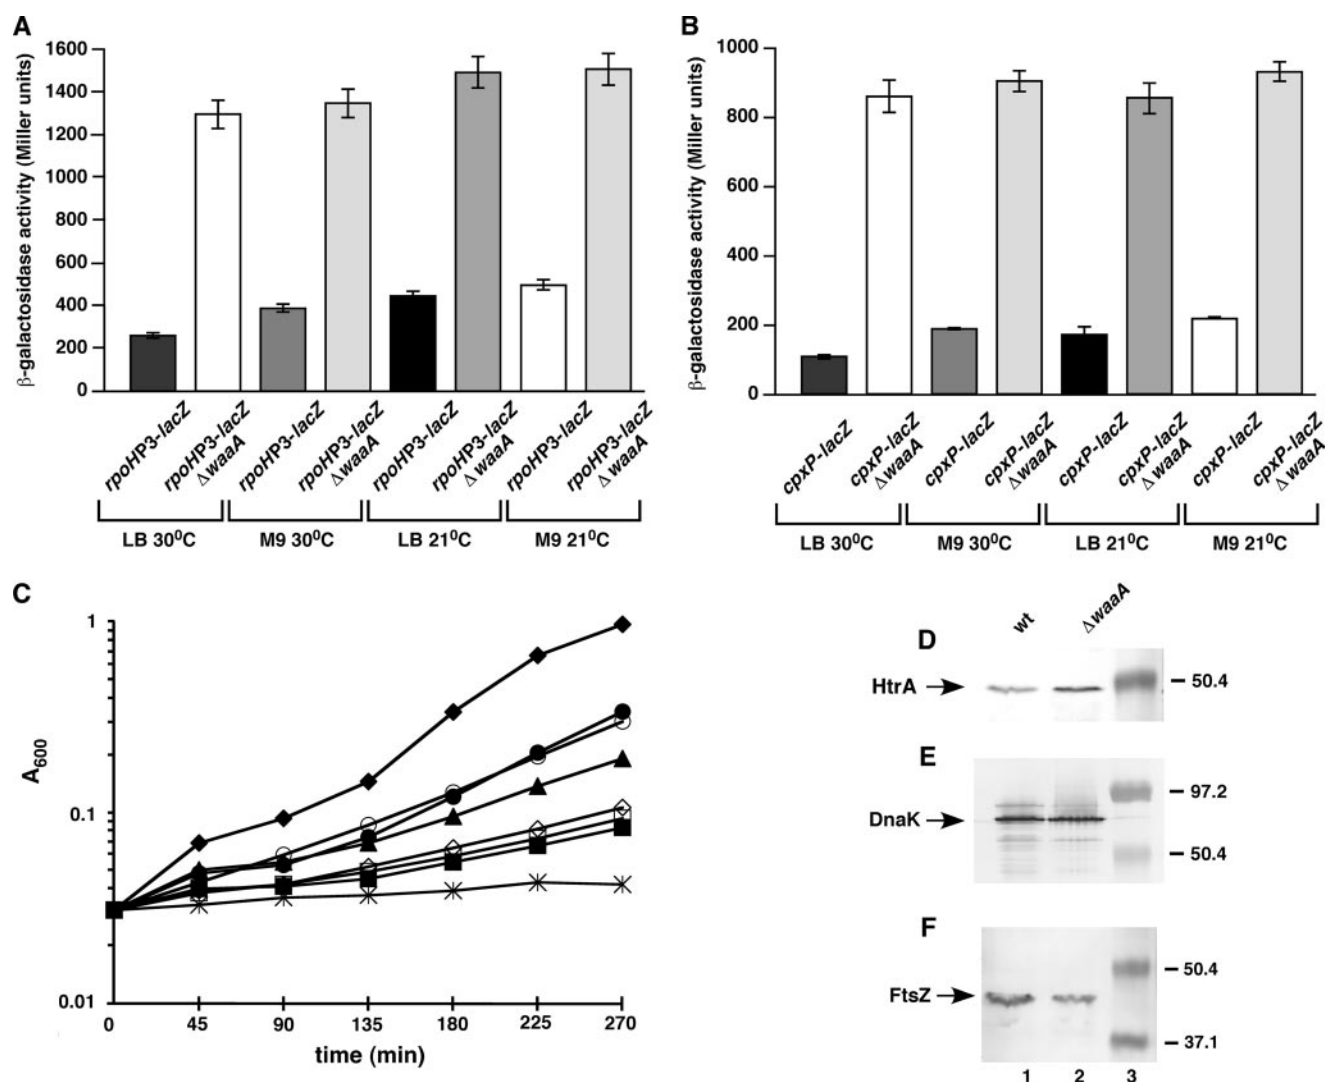 A
β-galactosidase activity (Miller units)
1600
1400
1200
1000
800
600
400
200
0
rpoHP3-lacZ
rpoHP3-lacZ
ΔwaaA
rpoHP3-lacZ
rpoHP3-lacZ
ΔwaaA
rpoHP3-lacZ
rpoHP3-lacZ
ΔwaaA
rpoHP3-lacZ
rpoHP3-lacZ
ΔwaaA
LB 30⁰C
M9 30⁰C
LB 21⁰C
M9 21⁰C
B
β-galactosidase activity (Miller units)
1000
800
600
400
200
0
cpxP-lacZ
cpxP-lacZ
ΔwaaA
cpxP-lacZ
cpxP-lacZ
ΔwaaA
cpxP-lacZ
cpxP-lacZ
ΔwaaA
cpxP-lacZ
cpxP-lacZ
ΔwaaA
LB 30⁰C
M9 30⁰C
LB 21⁰C
M9 21⁰C
C
A600
1
0.1
0.01
0
45
90
135
180
225
270
time (min)
wt
ΔwaaA
D
HtrA
50.4
E
DnaK
97.2
50.4
F
FtsZ
50.4
37.1
1
2
3